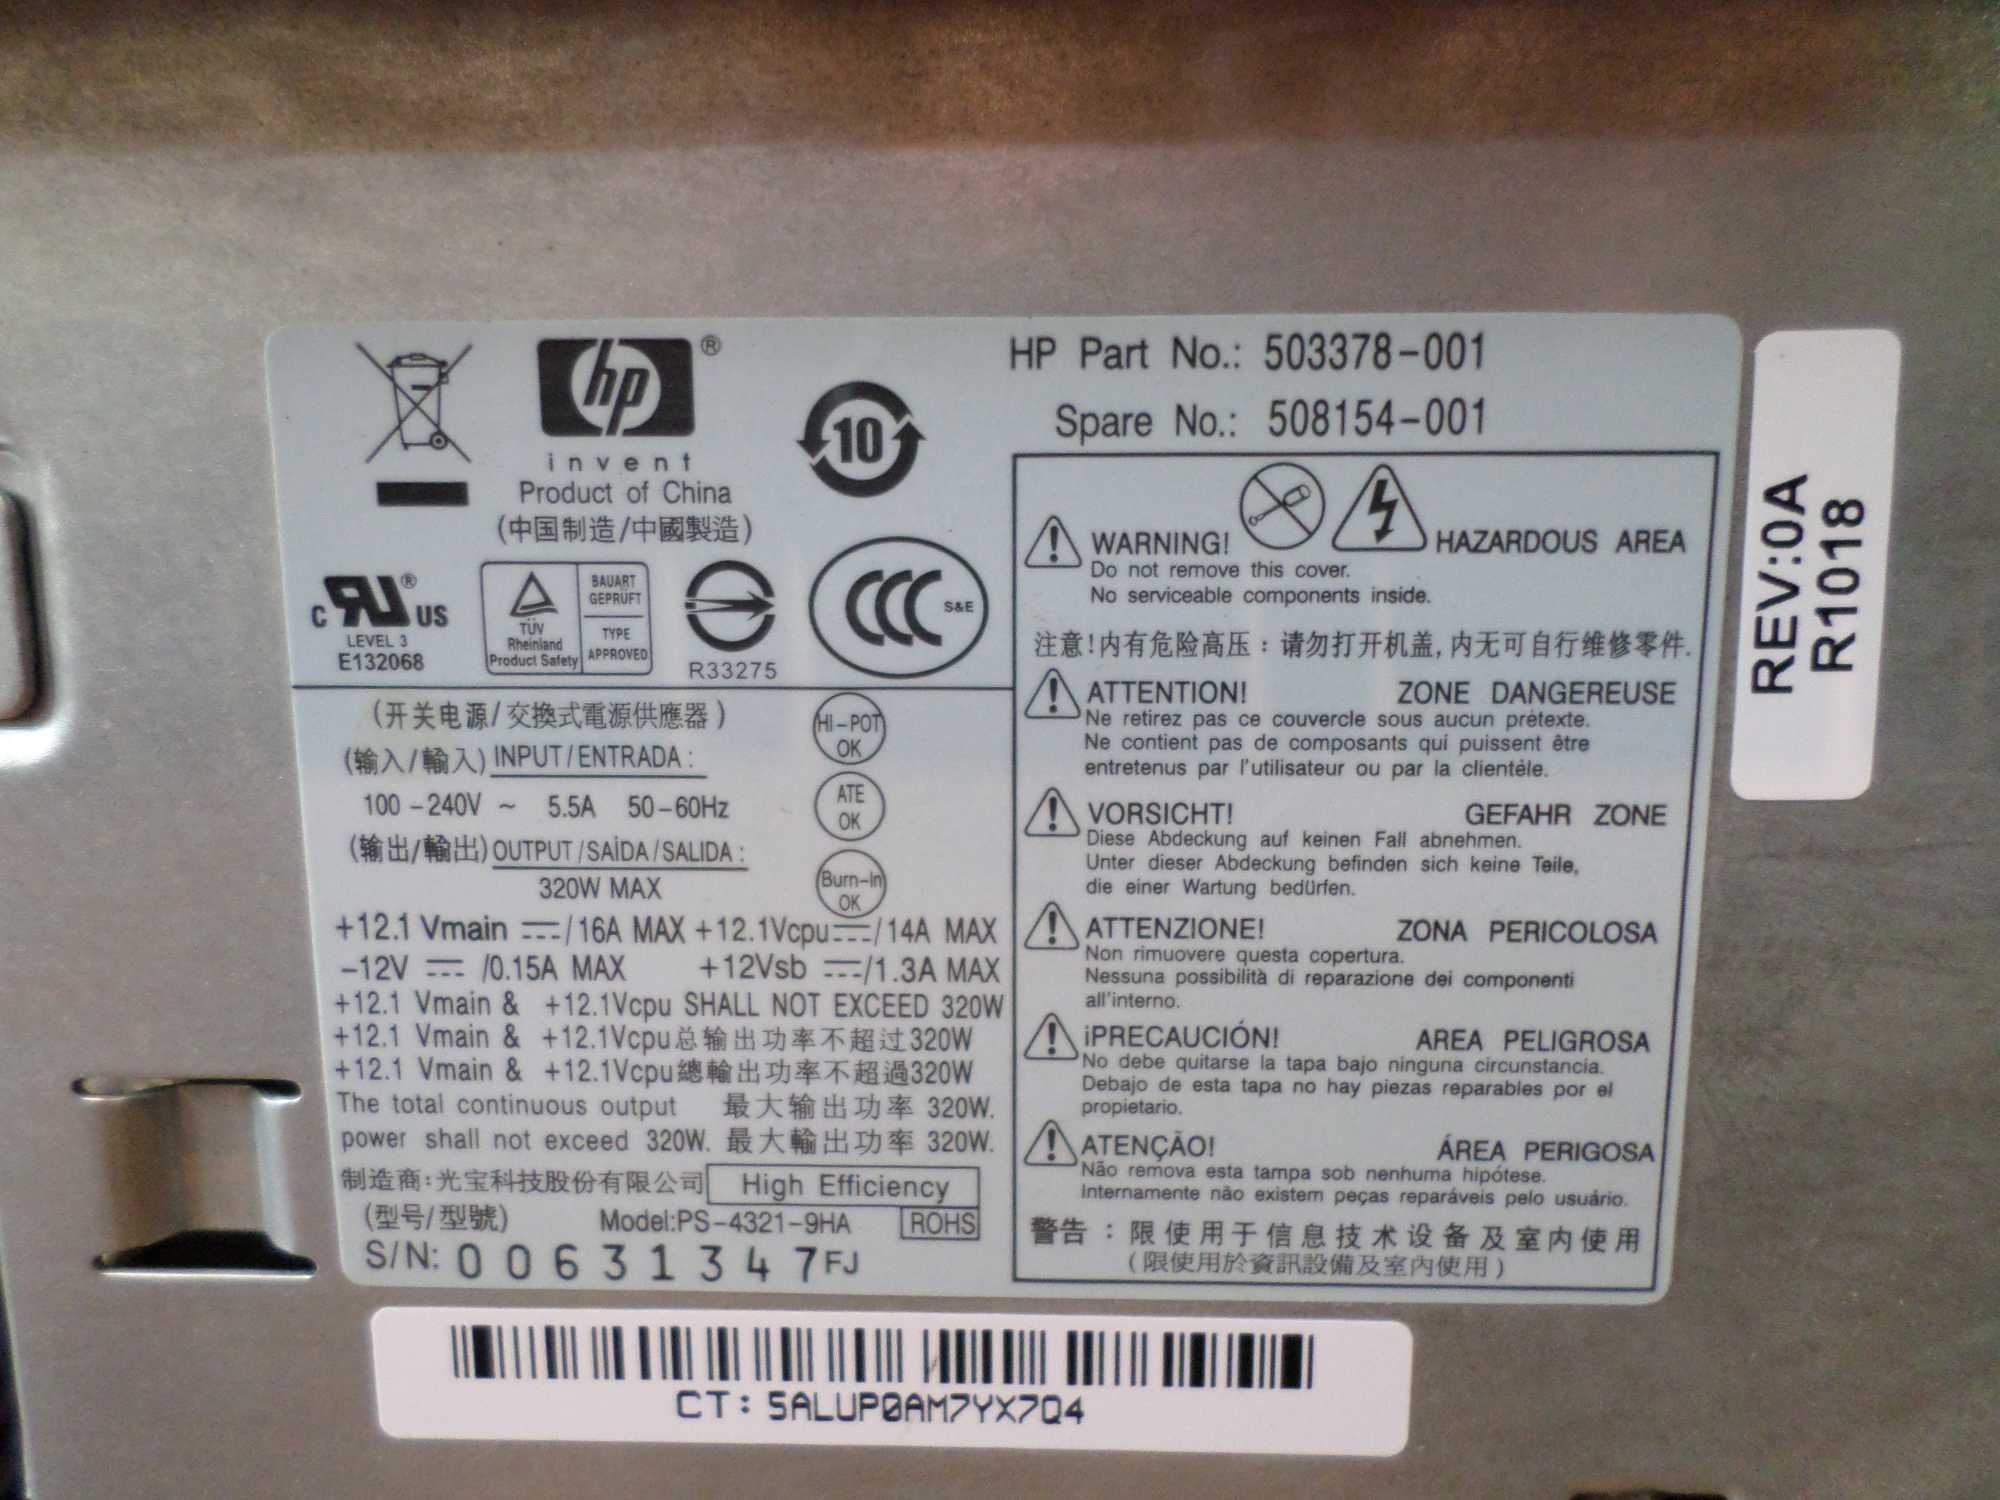 hp ®
invent
Product of China
(中国制造/中國製造)
10
HP Part No.: 503378-001
Spare No.: 508154-001
C RU ® US
LEVEL 3
E132068
TÜV
Rheinland
Product Safety
BAUART
GEPRÜFT
TYPE
APPROVED
R33275
CCC S&E
(开关电源/交換式電源供應器)
(输入/輸入) INPUT/ENTRADA:
100-240V ~ 5.5A 50-60Hz
(输出/輸出) OUTPUT/SAÍDA/SALIDA:
320W MAX
HI-POT
OK
ATE
OK
Burn-In
OK
+12.1 Vmain ⎓/16A MAX +12.1Vcpu⎓/14A MAX
-12V ⎓ /0.15A MAX +12Vsb ⎓/1.3A MAX
+12.1 Vmain & +12.1Vcpu SHALL NOT EXCEED 320W
+12.1 Vmain & +12.1Vcpu总输出功率不超过320W
+12.1 Vmain & +12.1Vcpu總輸出功率不超過320W
The total continuous output 最大输出功率 320W.
power shall not exceed 320W. 最大輸出功率 320W.
制造商:光宝科技股份有限公司 High Efficiency
(型号/型號) Model:PS-4321-9HA ROHS
S/N: 00631347FJ
WARNING! HAZARDOUS AREA
Do not remove this cover.
No serviceable components inside.
注意!内有危险高压:请勿打开机盖,内无可自行维修零件.
ATTENTION! ZONE DANGEREUSE
Ne retirez pas ce couvercle sous aucun prétexte.
Ne contient pas de composants qui puissent être
entretenus par l'utilisateur ou par la clientèle.
VORSICHT! GEFAHR ZONE
Diese Abdeckung auf keinen Fall abnehmen.
Unter dieser Abdeckung befinden sich keine Teile,
die einer Wartung bedürfen.
ATTENZIONE! ZONA PERICOLOSA
Non rimuovere questa copertura.
Nessuna possibilità di reparazione dei componenti
all'interno.
¡PRECAUCIÓN! AREA PELIGROSA
No debe quitarse la tapa bajo ninguna circunstancia.
Debajo de esta tapa no hay piezas reparables por el
propietario.
ATENÇÃO! ÁREA PERIGOSA
Não remova esta tampa sob nenhuma hipótese.
Internamente não existem peças reparáveis pelo usuário.
警告:限使用于信息技术设备及室内使用
(限使用於資訊設備及室內使用)
REV:0A
R1018
CT: 5ALUP0AM7YX7Q4